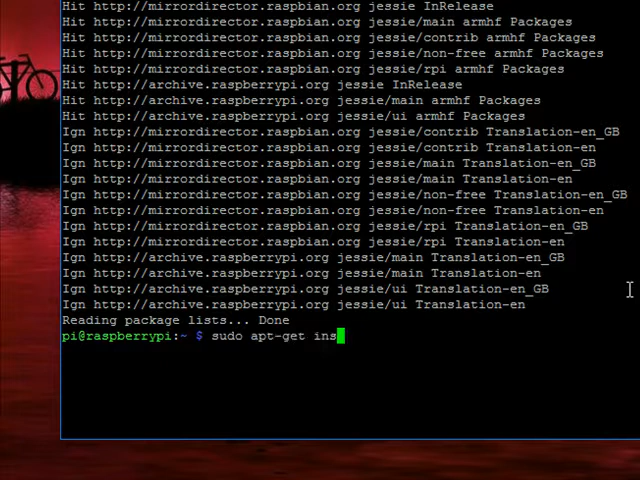 Hit http://mirrordirector.raspbian.org jessie InRelease
Hit http://mirrordirector.raspbian.org jessie/main armhf Packages
Hit http://mirrordirector.raspbian.org jessie/contrib armhf Packages
Hit http://mirrordirector.raspbian.org jessie/non-free armhf Packages
Hit http://mirrordirector.raspbian.org jessie/rpi armhf Packages
Hit http://archive.raspberrypi.org jessie InRelease
Hit http://archive.raspberrypi.org jessie/main armhf Packages
Hit http://archive.raspberrypi.org jessie/ui armhf Packages
Ign http://mirrordirector.raspbian.org jessie/contrib Translation-en_GB
Ign http://mirrordirector.raspbian.org jessie/contrib Translation-en
Ign http://mirrordirector.raspbian.org jessie/main Translation-en_GB
Ign http://mirrordirector.raspbian.org jessie/main Translation-en
Ign http://mirrordirector.raspbian.org jessie/non-free Translation-en_GB
Ign http://mirrordirector.raspbian.org jessie/non-free Translation-en
Ign http://mirrordirector.raspbian.org jessie/rpi Translation-en_GB
Ign http://mirrordirector.raspbian.org jessie/rpi Translation-en
Ign http://archive.raspberrypi.org jessie/main Translation-en_GB
Ign http://archive.raspberrypi.org jessie/main Translation-en
Ign http://archive.raspberrypi.org jessie/ui Translation-en_GB
Ign http://archive.raspberrypi.org jessie/ui Translation-en
Reading package lists... Done
pi@raspberrypi:~ $ sudo apt-get ins